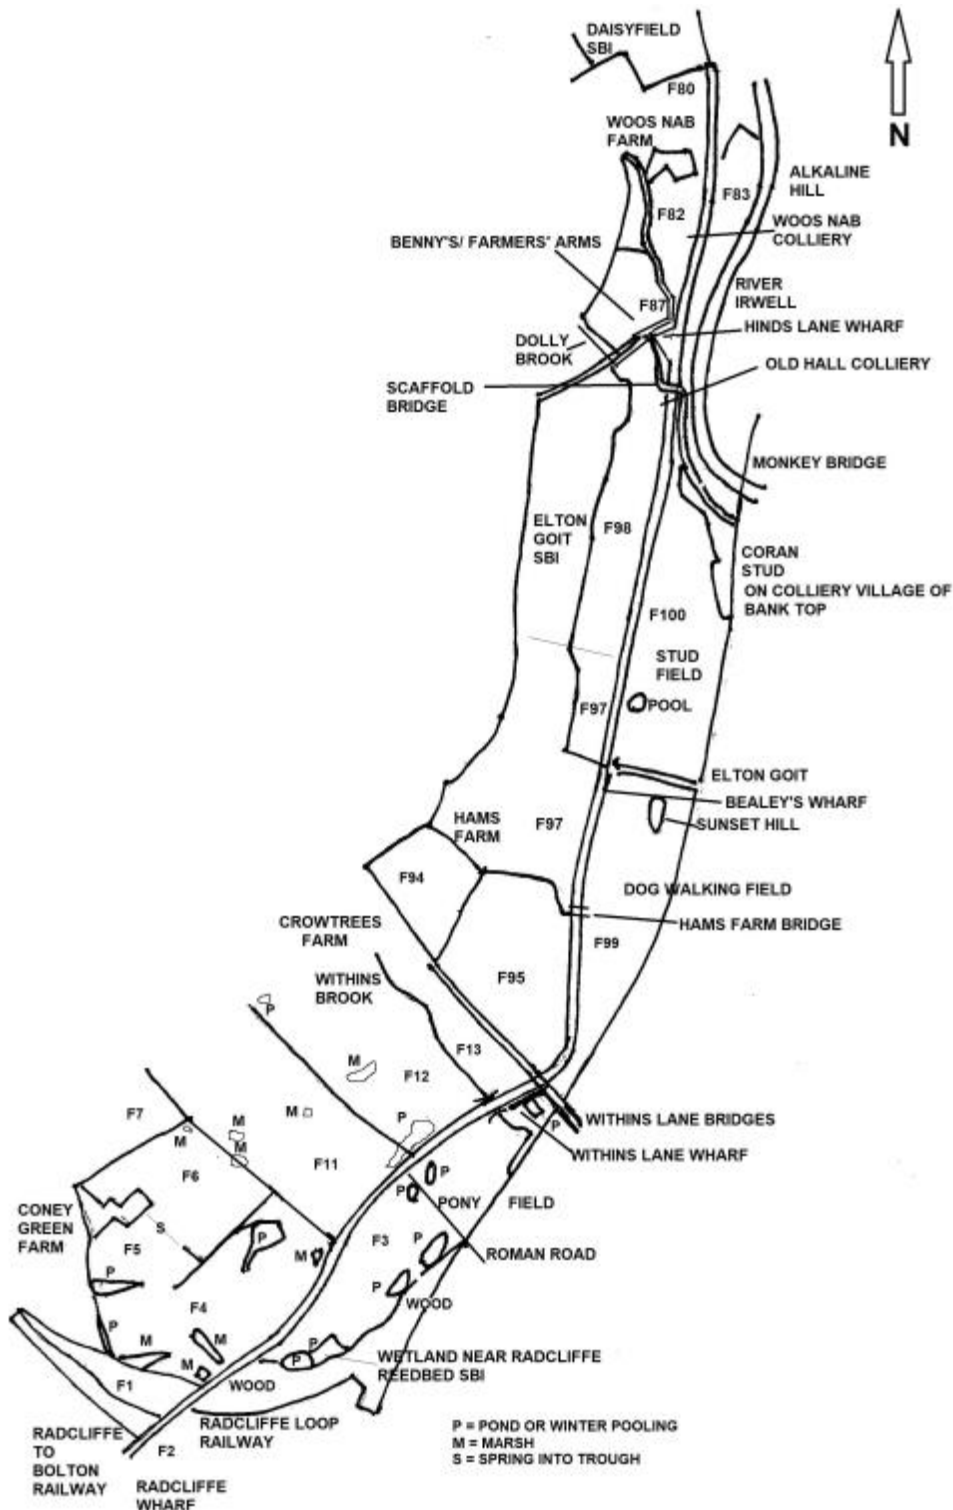 DAISYFIELD
SBI
F80
N
WOOS NAB
FARM
ALKALINE
HILL
F83
F82
WOOS NAB
COLLIERY
BENNY'S/ FARMERS' ARMS
RIVER
IRWELL
F87
HINDS LANE WHARF
DOLLY
BROOK
OLD HALL COLLIERY
SCAFFOLD
BRIDGE
MONKEY BRIDGE
ELTON
GOIT
SBI
F98
CORAN
STUD
ON COLLIERY VILLAGE OF
BANK TOP
F100
STUD
FIELD
F97
POOL
ELTON GOIT
BEALEY'S WHARF
SUNSET HILL
HAMS
FARM
F97
F94
DOG WALKING FIELD
CROWTREES
FARM
HAMS FARM BRIDGE
F99
WITHINS
BROOK
F95
P
F13
M
F12
F7
M
M
M
M
P
P
WITHINS LANE BRIDGES
WITHINS LANE WHARF
F11
F6
P
P
PONY
FIELD
CONEY
GREEN
FARM
S
F5
P
M
F3
P
ROMAN ROAD
P
P
WOOD
F4
P
M
M
M
P
P
WETLAND NEAR RADCLIFFE
REEDBED SBI
F1
WOOD
RADCLIFFE
TO
BOLTON
RAILWAY
F2
RADCLIFFE LOOP
RAILWAY
RADCLIFFE
WHARF
P = POND OR WINTER POOLING
M = MARSH
S = SPRING INTO TROUGH